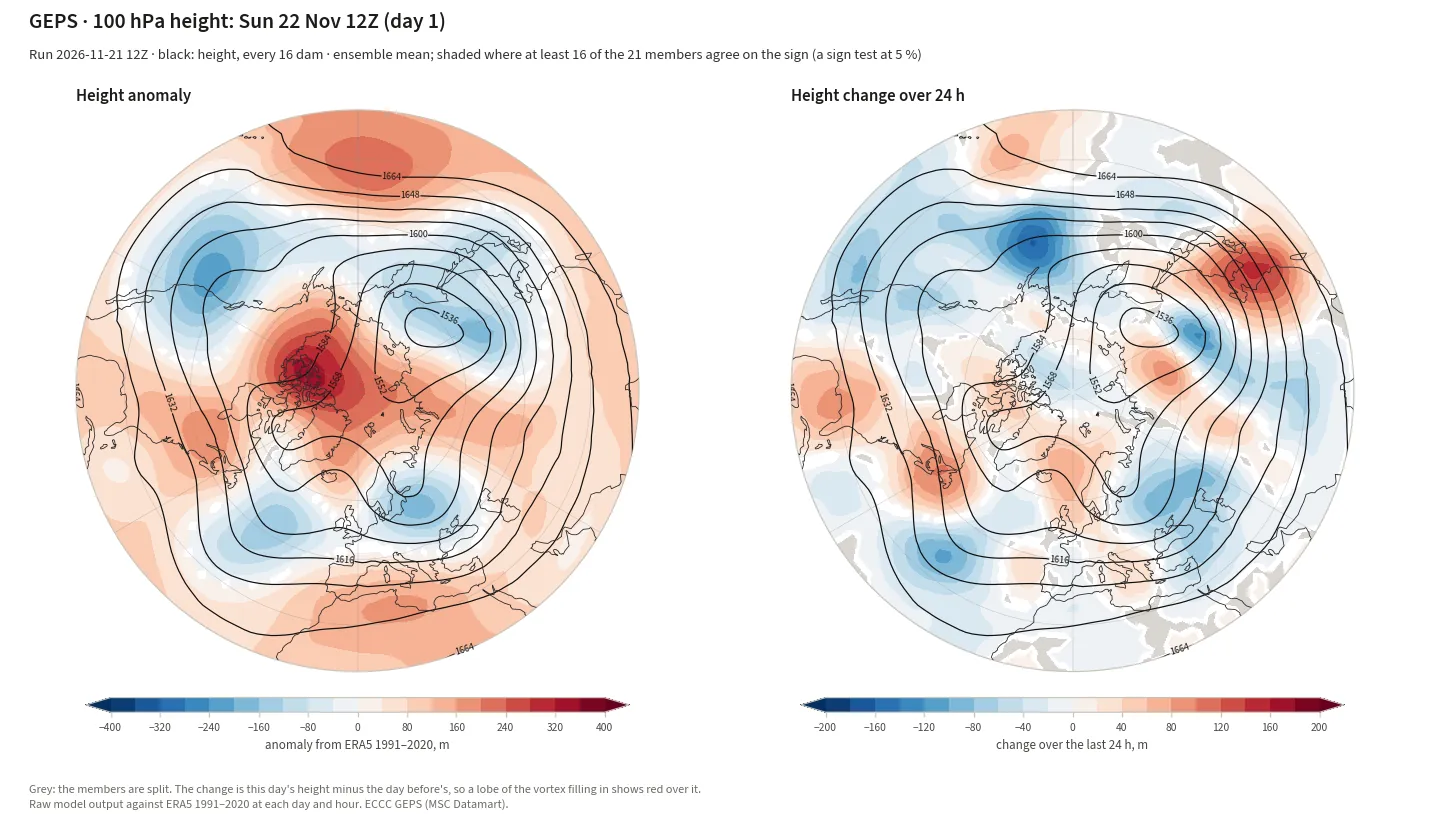 GEPS · 100 hPa height: Sun 22 Nov 12Z (day 1)
Run 2026-11-21 12Z · black: height, every 16 dam · ensemble mean; shaded where at least 16 of the 21 members agree on the sign (a sign test at 5 %)
Height anomaly
Height change over 24 h
1664
1648
1600
1536
1584
1568
1552
1632
1616
1664
1664
1648
1600
1536
1584
1568
1552
1632
1616
1664
−400 −320 −240 −160 −80 0 80 160 240 320 400
anomaly from ERA5 1991–2020, m
−200 −160 −120 −80 −40 0 40 80 120 160 200
change over the last 24 h, m
Grey: the members are split. The change is this day's height minus the day before's, so a lobe of the vortex filling in shows red over it.
Raw model output against ERA5 1991–2020 at each day and hour. ECCC GEPS (MSC Datamart).